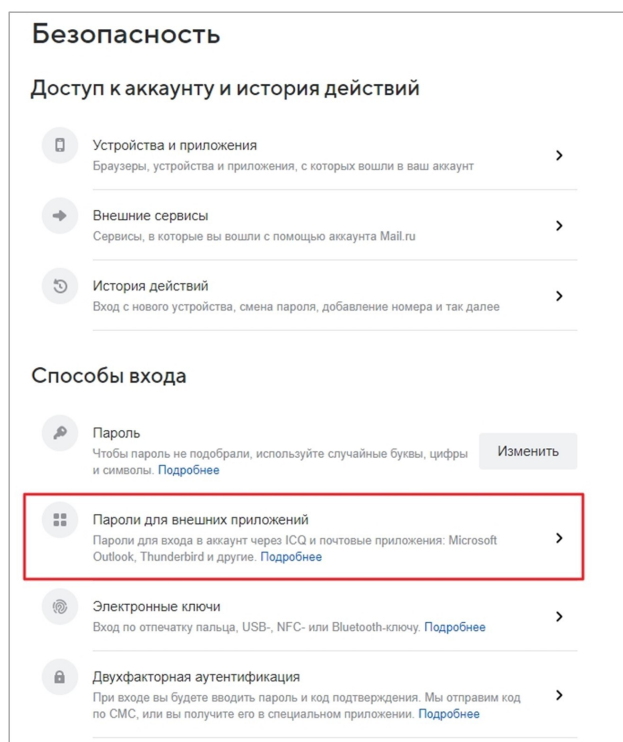 Безопасность
Доступ к аккаунту и история действий
Устройства и приложения
Браузеры, устройства и приложения, с которых вошли в ваш аккаунт
Внешние сервисы
Сервисы, в которые вы вошли с помощью аккаунта Mail.ru
История действий
Вход с нового устройства, смена пароля, добавление номера и так далее
Способы входа
Пароль
Чтобы пароль не подобрали, используйте случайные буквы, цифры
и символы. Подробнее
Изменить
Пароли для внешних приложений
Пароли для входа в аккаунт через ICQ и почтовые приложения: Microsoft
Outlook, Thunderbird и другие. Подробнее
Электронные ключи
Вход по отпечатку пальца, USB-, NFC- или Bluetooth-ключу. Подробнее
Двухфакторная аутентификация
При входе вы будете вводить пароль и код подтверждения. Мы отправим код
по СМС, или вы получите его в специальном приложении. Подробнее